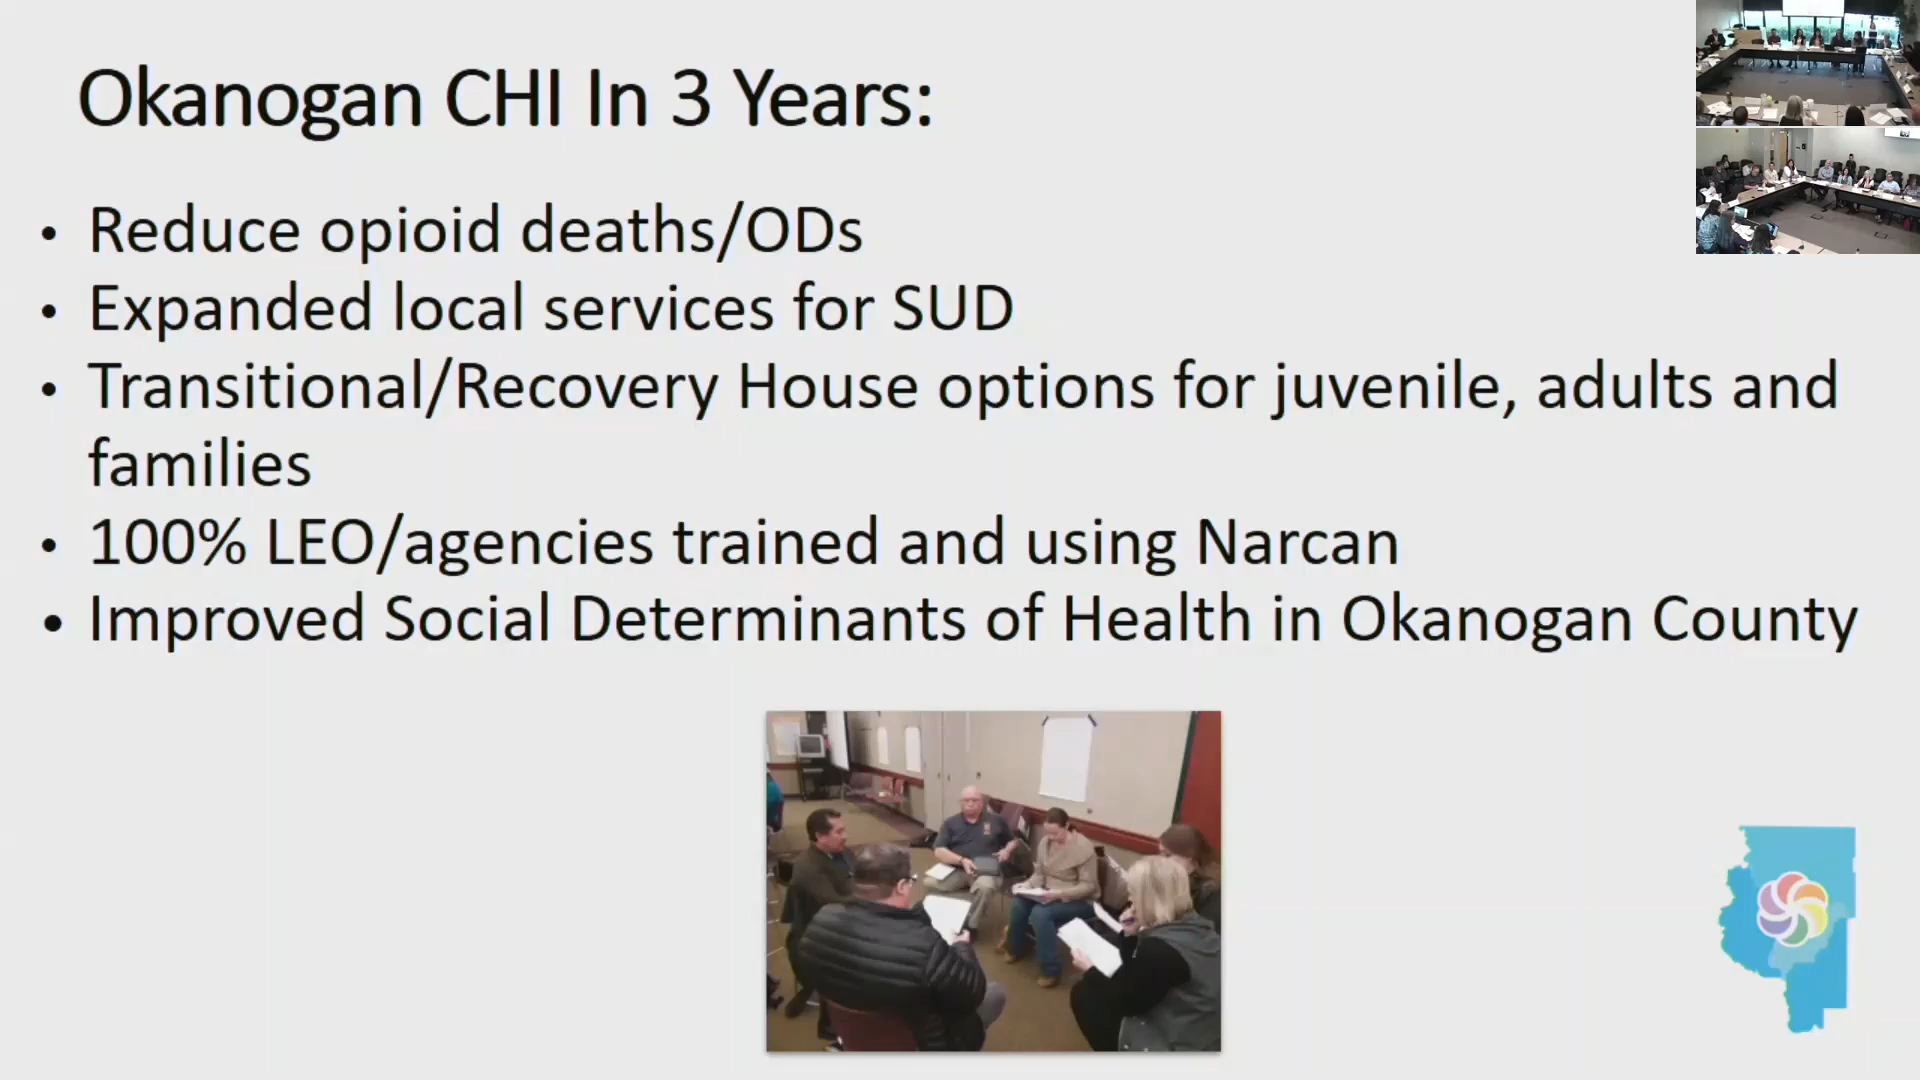 Okanogan CHI In 3 Years:
• Reduce opioid deaths/ODs
• Expanded local services for SUD
• Transitional/Recovery House options for juvenile, adults and
families
• 100% LEO/agencies trained and using Narcan
• Improved Social Determinants of Health in Okanogan County